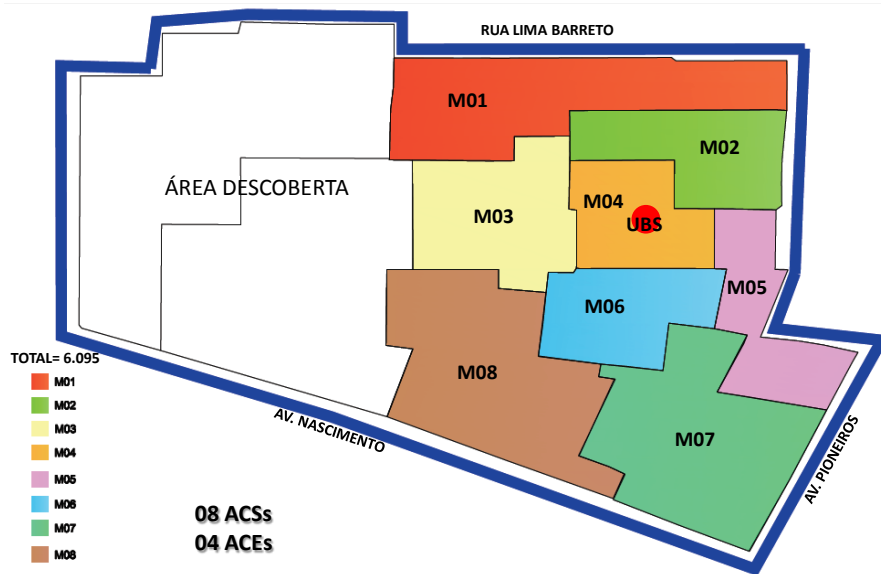 RUA LIMA BARRETO
M01
M02
ÁREA DESCOBERTA
M03
M04
UBS
M05
M06
M08
M07
AV. NASCIMENTO
AV. PIONEIROS
TOTAL= 6.095
M01
M02
M03
M04
M05
M06
M07
M08
08 ACSs
04 ACEs